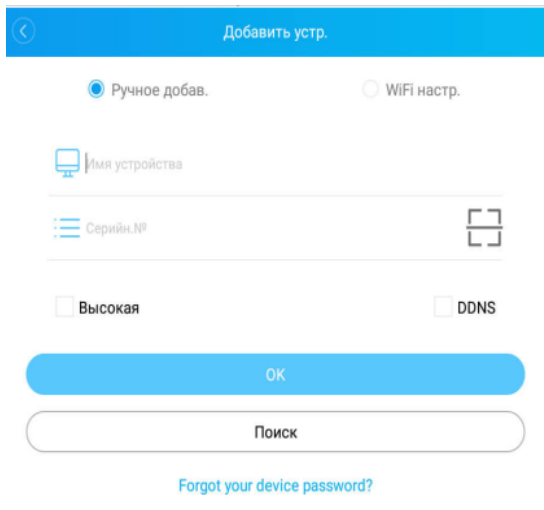 Добавить устр.
Ручное добав. WiFi настр.
Имя устройства
Серийн.№
Высокая DDNS
OK
Поиск
Forgot your device password?